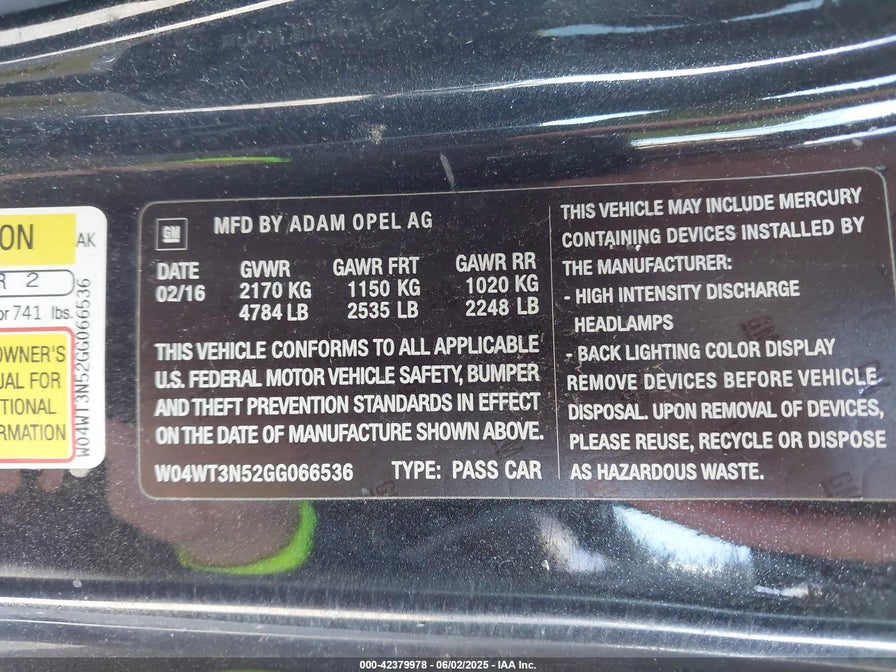 ON
AK
R 2
or 741 lbs.
OWNER'S
UAL FOR
TIONAL
RMATION
W04WT3N52GG066536
GM
MFD BY ADAM OPEL AG
DATE GVWR GAWR FRT GAWR RR
02/16 2170 KG 1150 KG 1020 KG
4784 LB 2535 LB 2248 LB
THIS VEHICLE CONFORMS TO ALL APPLICABLE
U.S. FEDERAL MOTOR VEHICLE SAFETY, BUMPER
AND THEFT PREVENTION STANDARDS IN EFFECT
ON THE DATE OF MANUFACTURE SHOWN ABOVE.
W04WT3N52GG066536 TYPE: PASS CAR
THIS VEHICLE MAY INCLUDE MERCURY
CONTAINING DEVICES INSTALLED BY
THE MANUFACTURER:
- HIGH INTENSITY DISCHARGE
HEADLAMPS
- BACK LIGHTING COLOR DISPLAY
REMOVE DEVICES BEFORE VEHICLE
DISPOSAL. UPON REMOVAL OF DEVICES,
PLEASE REUSE, RECYCLE OR DISPOSE
AS HAZARDOUS WASTE.
000-42379978 - 06/02/2025 - IAA Inc.